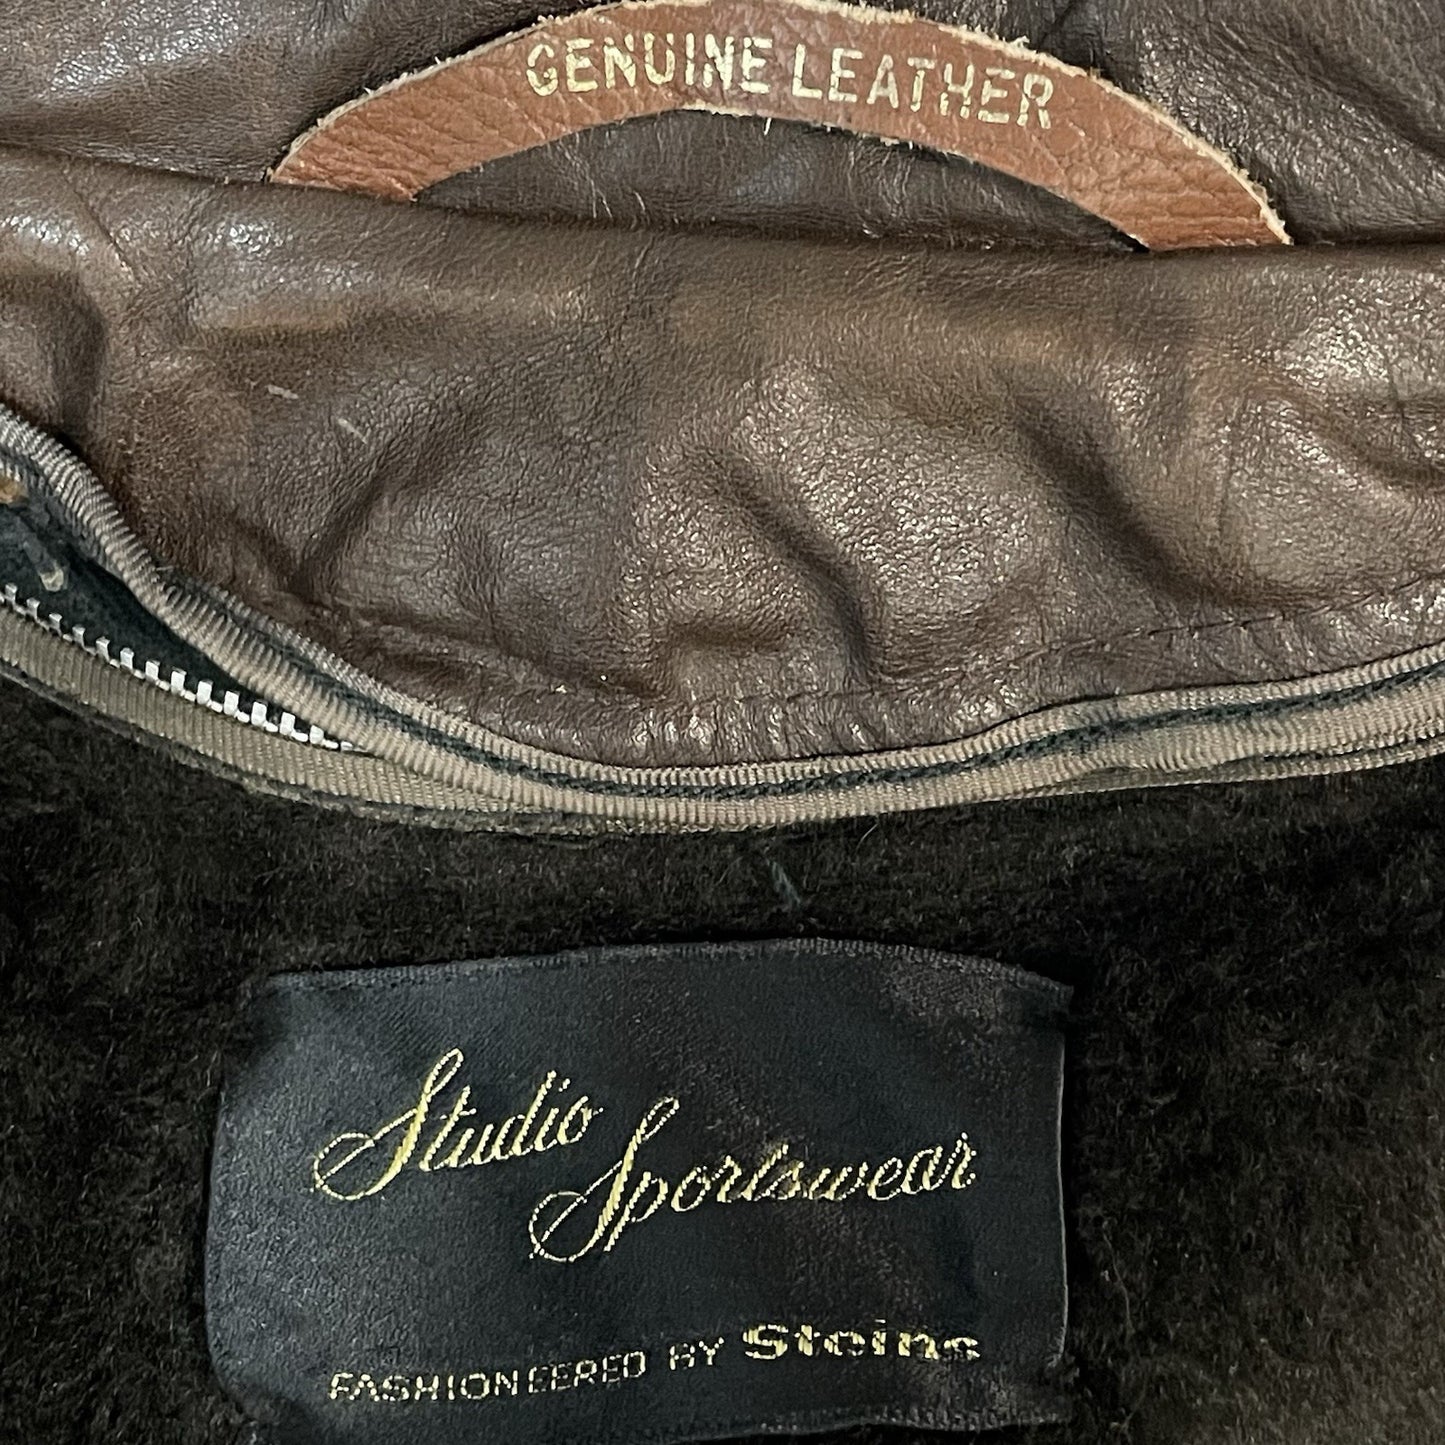 GENUINE LEATHER
Studio
Sportswear
FASHIONEERED BY Steins